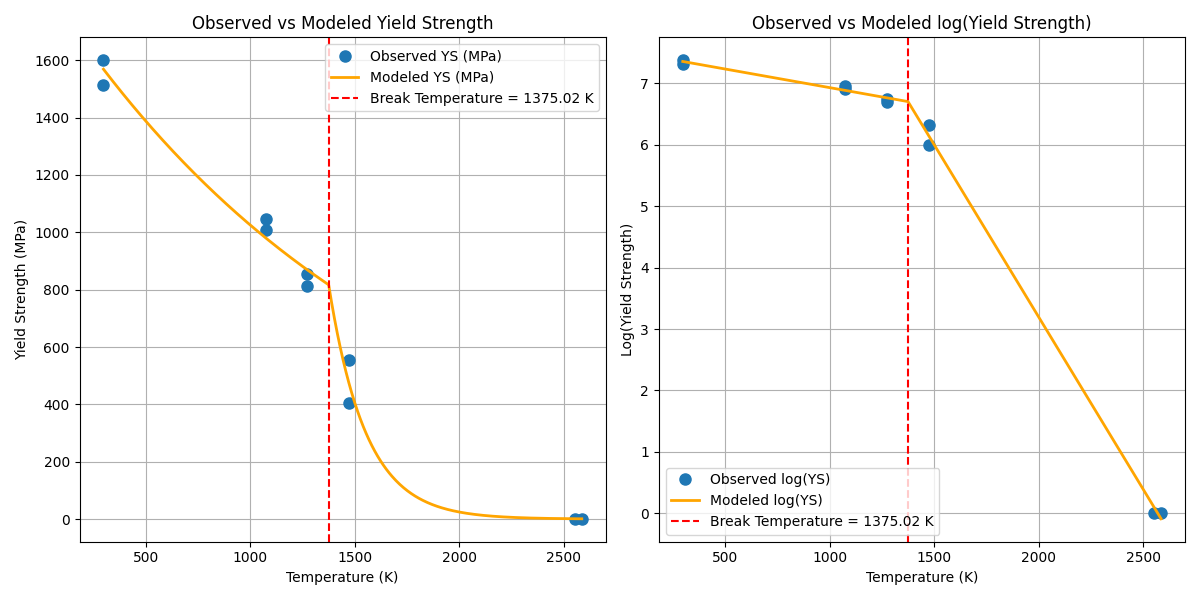 Observed vs Modeled Yield Strength
Observed YS (MPa)
Modeled YS (MPa)
Break Temperature = 1375.02 K
1600
1400
1200
1000
800
600
400
200
0
Yield Strength (MPa)
500
1000
1500
2000
2500
Temperature (K)
Observed vs Modeled log(Yield Strength)
7
6
5
4
3
2
1
0
Log(Yield Strength)
Observed log(YS)
Modeled log(YS)
Break Temperature = 1375.02 K
500
1000
1500
2000
2500
Temperature (K)